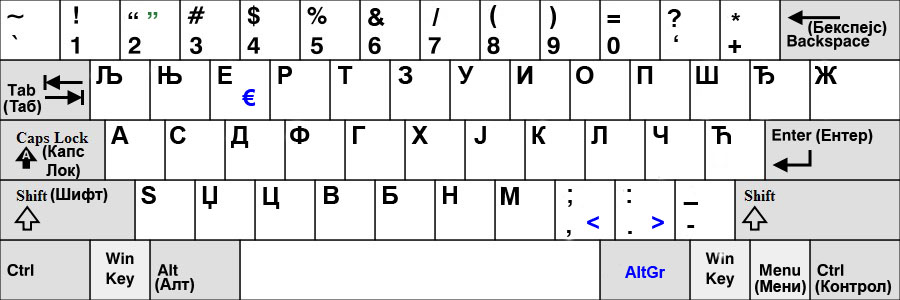 ~ ! “ ” # $ % & / ( ) = ? * (Бекспејс)
` 1 2 3 4 5 6 7 8 9 0 ‘ + Backspace
Tab (Таб) Љ Њ Е € Р Т З У И О П Ш Ђ Ж
Caps Lock A (Капс Лок) А С Д Ф Г Х Ј К Л Ч Ћ Enter (Ентер)
Shift (Шифт) Ѕ Џ Ц В Б Н М ; , < : . > _ - Shift
Ctrl Win Key Alt (Алт) AltGr Win Key Menu (Мени) Ctrl (Контрол)